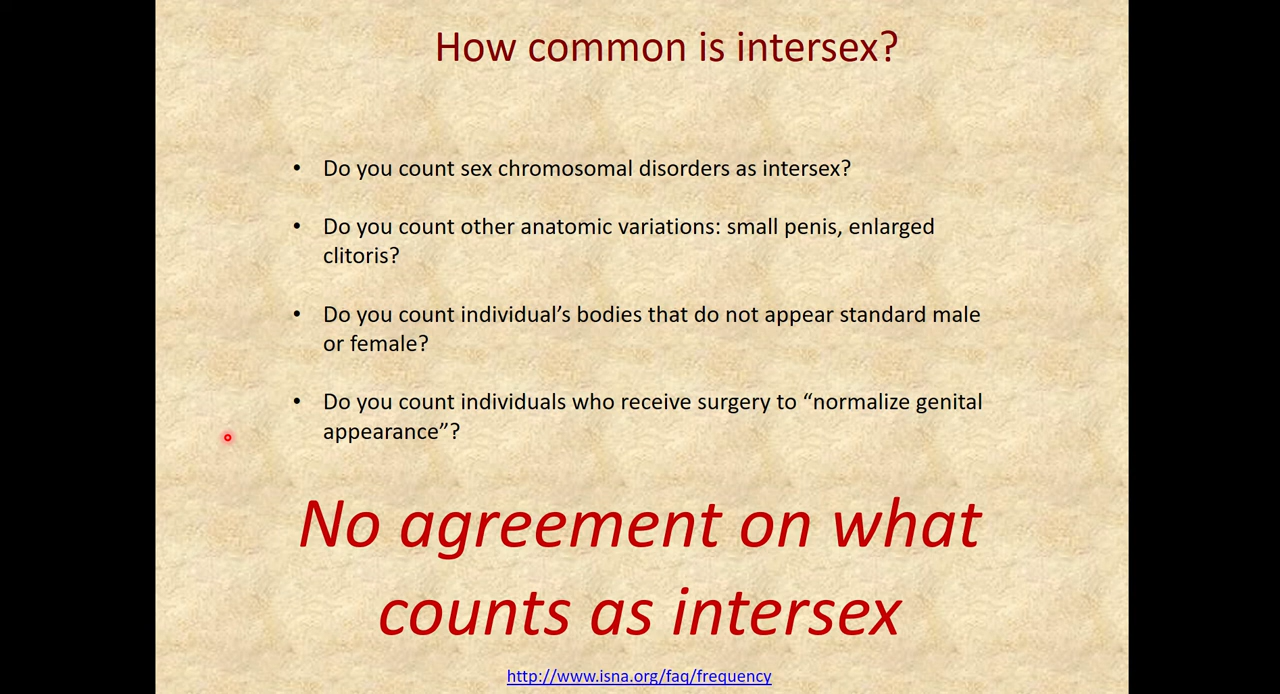 How common is intersex?
• Do you count sex chromosomal disorders as intersex?
• Do you count other anatomic variations: small penis, enlarged
clitoris?
• Do you count individual’s bodies that do not appear standard male
or female?
• Do you count individuals who receive surgery to “normalize genital
appearance”?
No agreement on what
counts as intersex
http://www.isna.org/faq/frequency